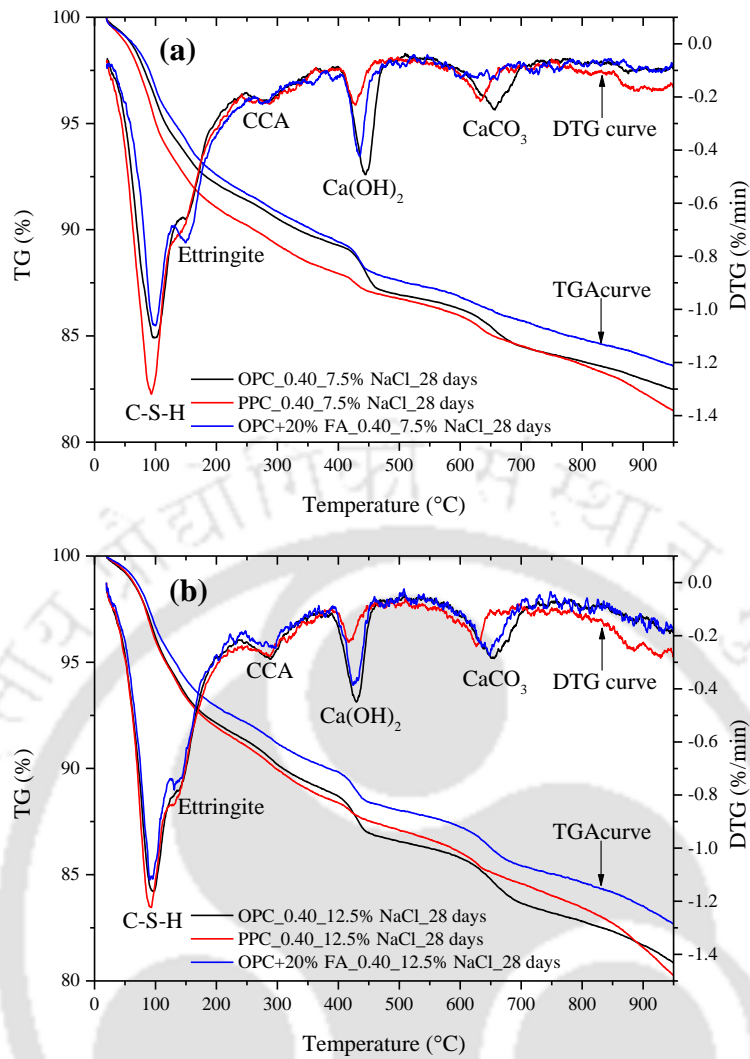 (a)
100
95
90
85
80
TG (%)
0.0
-0.2
-0.4
-0.6
-0.8
-1.0
-1.2
-1.4
DTG (%/min)
CCA
CaCO3
DTG curve
Ca(OH)2
Ettringite
TGAcurve
C-S-H
OPC_0.40_7.5% NaCl_28 days
PPC_0.40_7.5% NaCl_28 days
OPC+20% FA_0.40_7.5% NaCl_28 days
0 100 200 300 400 500 600 700 800 900
Temperature (°C)
(b)
100
95
90
85
80
TG (%)
0.0
-0.2
-0.4
-0.6
-0.8
-1.0
-1.2
-1.4
DTG (%/min)
CCA
CaCO3
DTG curve
Ca(OH)2
Ettringite
TGAcurve
C-S-H
OPC_0.40_12.5% NaCl_28 days
PPC_0.40_12.5% NaCl_28 days
OPC+20% FA_0.40_12.5% NaCl_28 days
0 100 200 300 400 500 600 700 800 900
Temperature (°C)